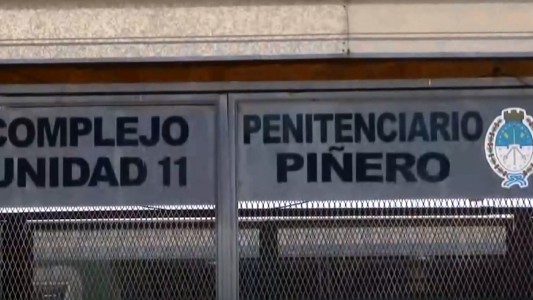 COMPLEJO PENITENCIARIO
UNIDAD 11 PIÑERO